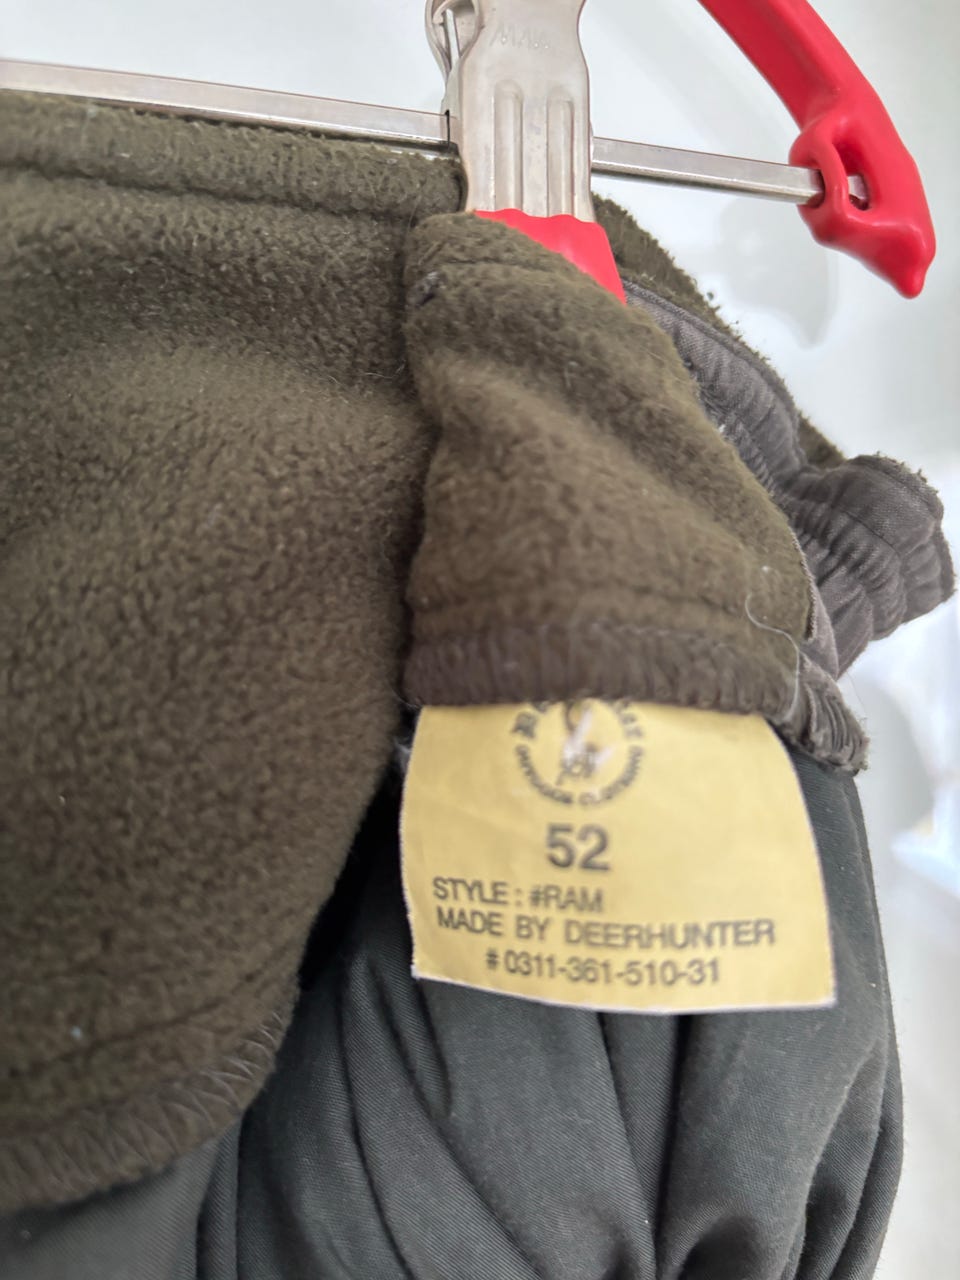 52
STYLE : #RAM
MADE BY DEERHUNTER
# 0311-361-510-31